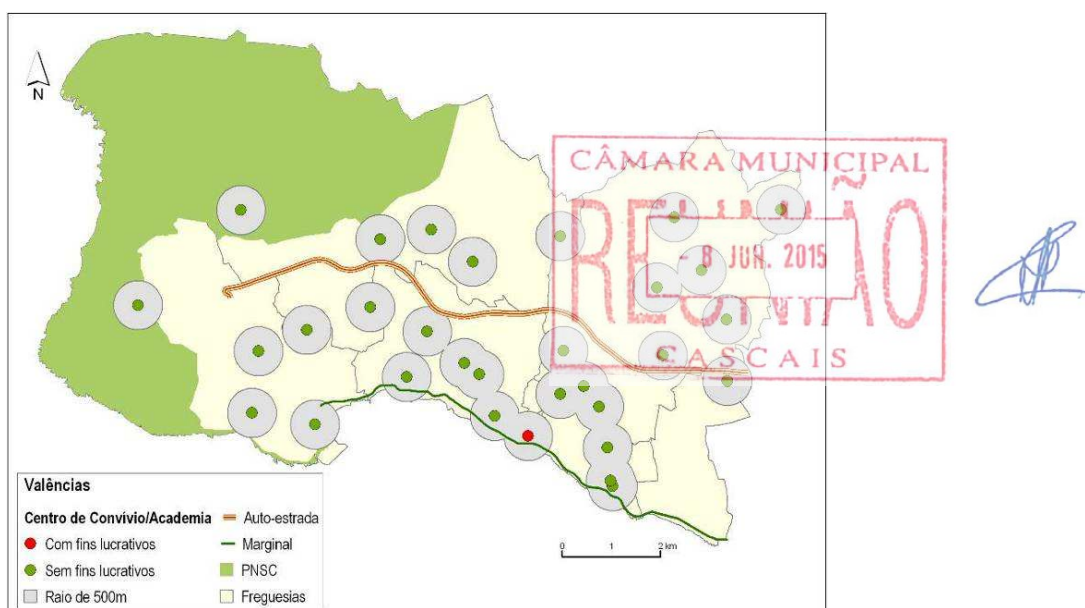 N
CÂMARA MUNICIPAL
REUNIÃO
- 8 JUN. 2015
CASCAIS
Valências
Centro de Convívio/Academia
Com fins lucrativos
Sem fins lucrativos
Raio de 500m
Auto-estrada
Marginal
PNSC
Freguesias
0 1 2 km